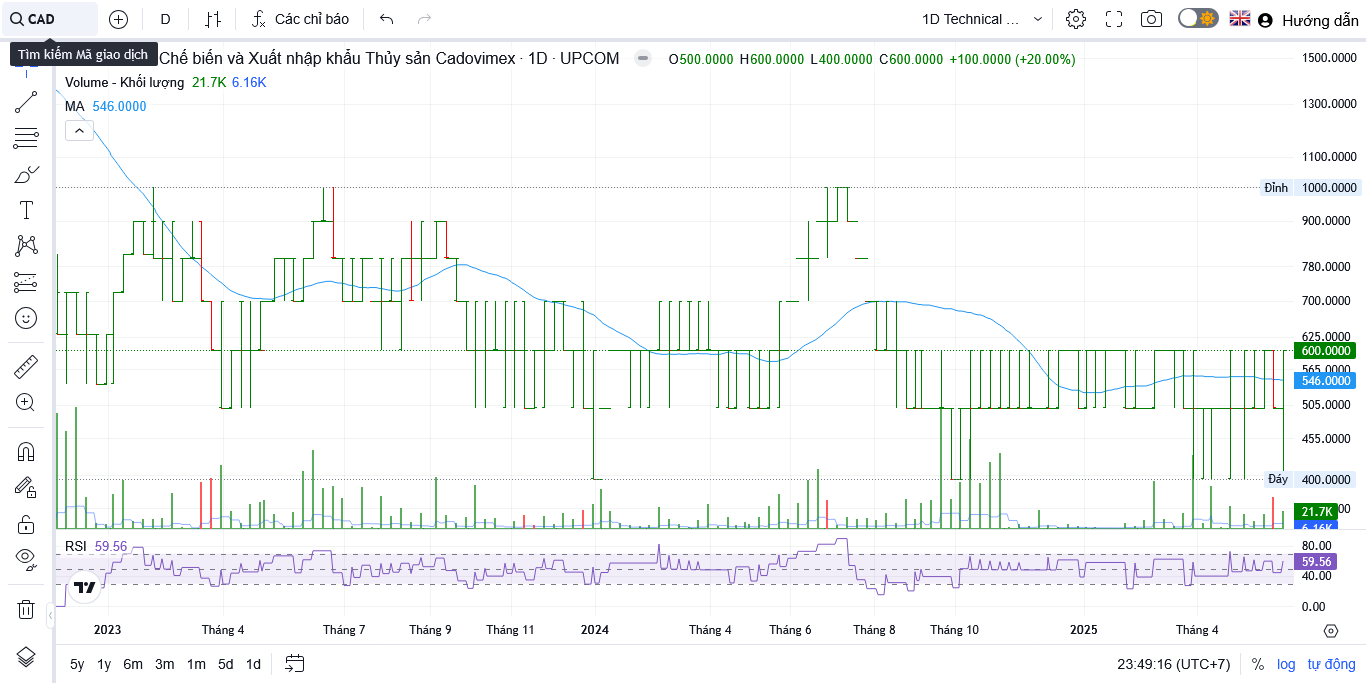 CAD D Các chỉ báo 1D Technical ... Hướng dẫn
Tìm kiếm Mã giao dịch Chế biến và Xuất nhập khẩu Thủy sản Cadovimex · 1D · UPCOM O500.0000 H600.0000 L400.0000 C600.0000 +100.0000 (+20.00%)
Volume - Khối lượng 21.7K 6.16K
MA 546.0000
1500.0000
1300.0000
1100.0000
Đỉnh 1000.0000
900.0000
780.0000
700.0000
625.0000
600.0000
565.0000
546.0000
505.0000
455.0000
Đáy 400.0000
21.7K
6.16K
RSI 59.56
80.00
59.56
40.00
0.00
2023 Tháng 4 Tháng 7 Tháng 9 Tháng 11 2024 Tháng 4 Tháng 6 Tháng 8 Tháng 10 2025 Tháng 4
5y 1y 6m 3m 1m 5d 1d 23:49:16 (UTC+7) % log tự động